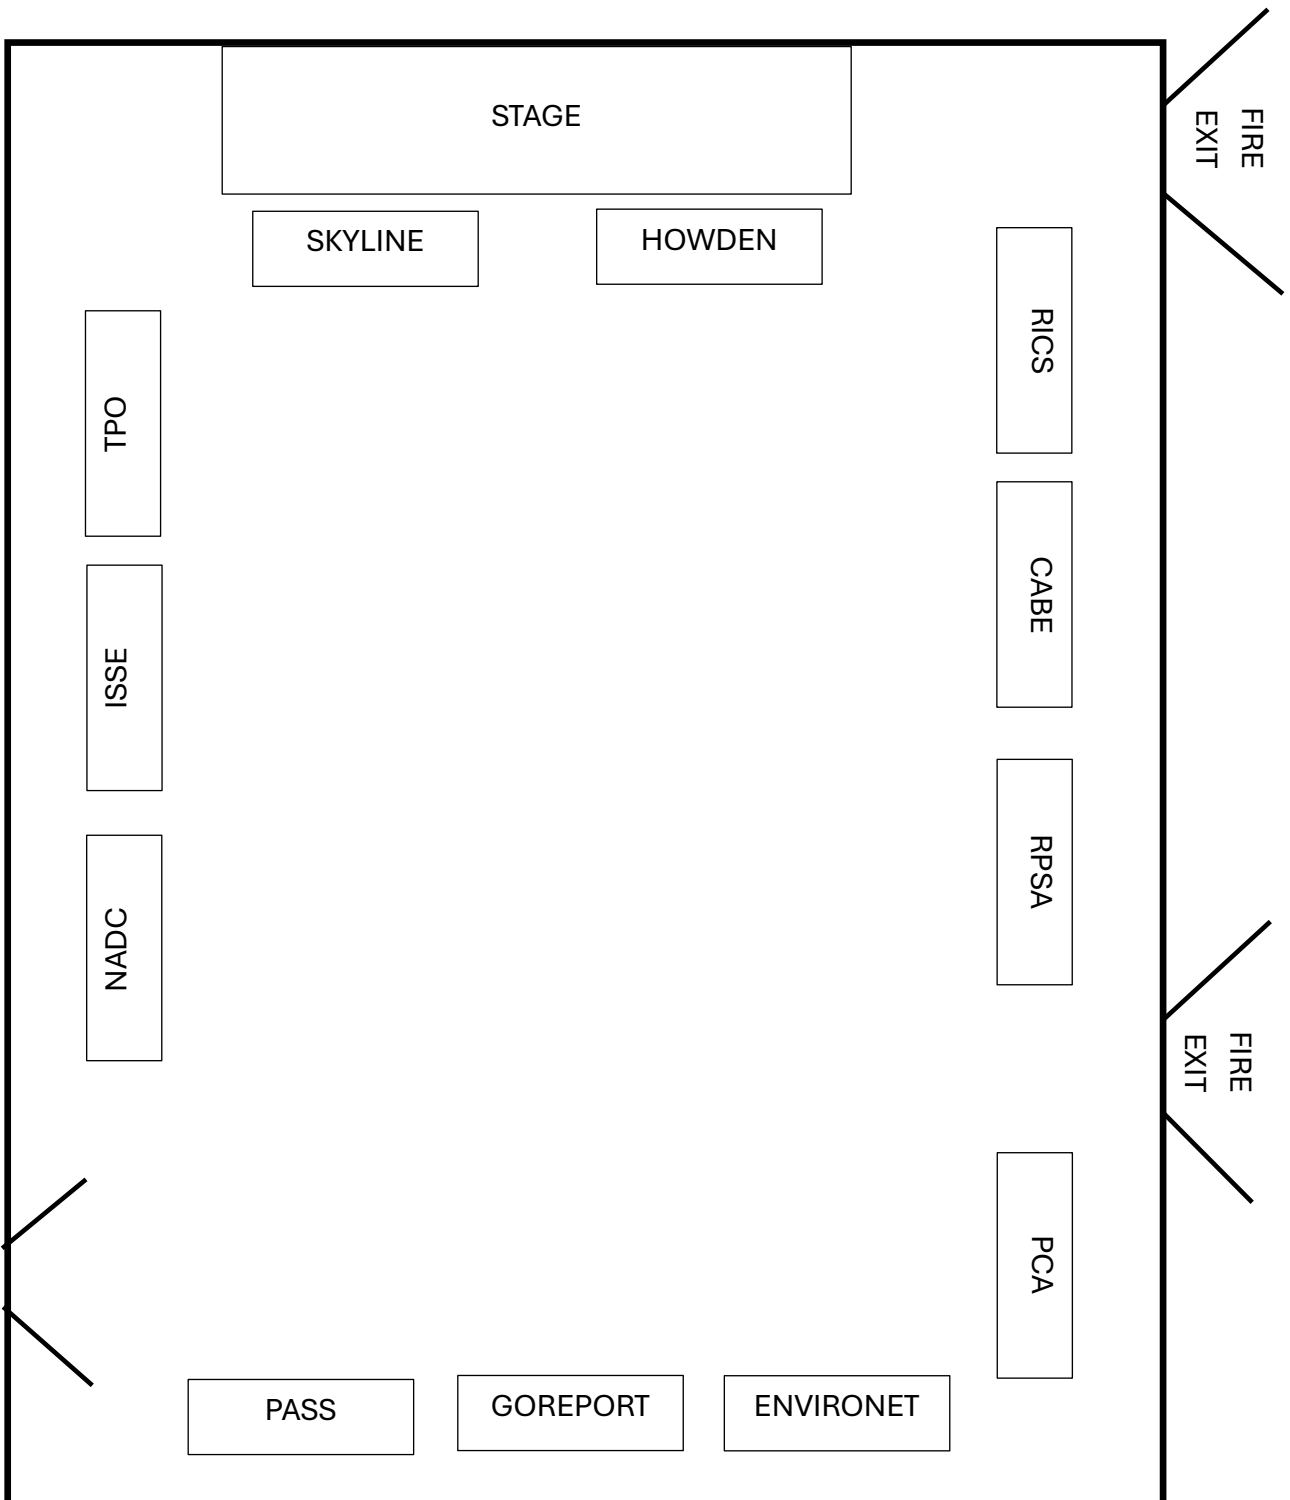 STAGE
FIRE
EXIT
SKYLINE
HOWDEN
RICS
TPO
CABE
ISSE
RPSA
NADC
FIRE
EXIT
PCA
PASS
GOREPORT
ENVIRONET